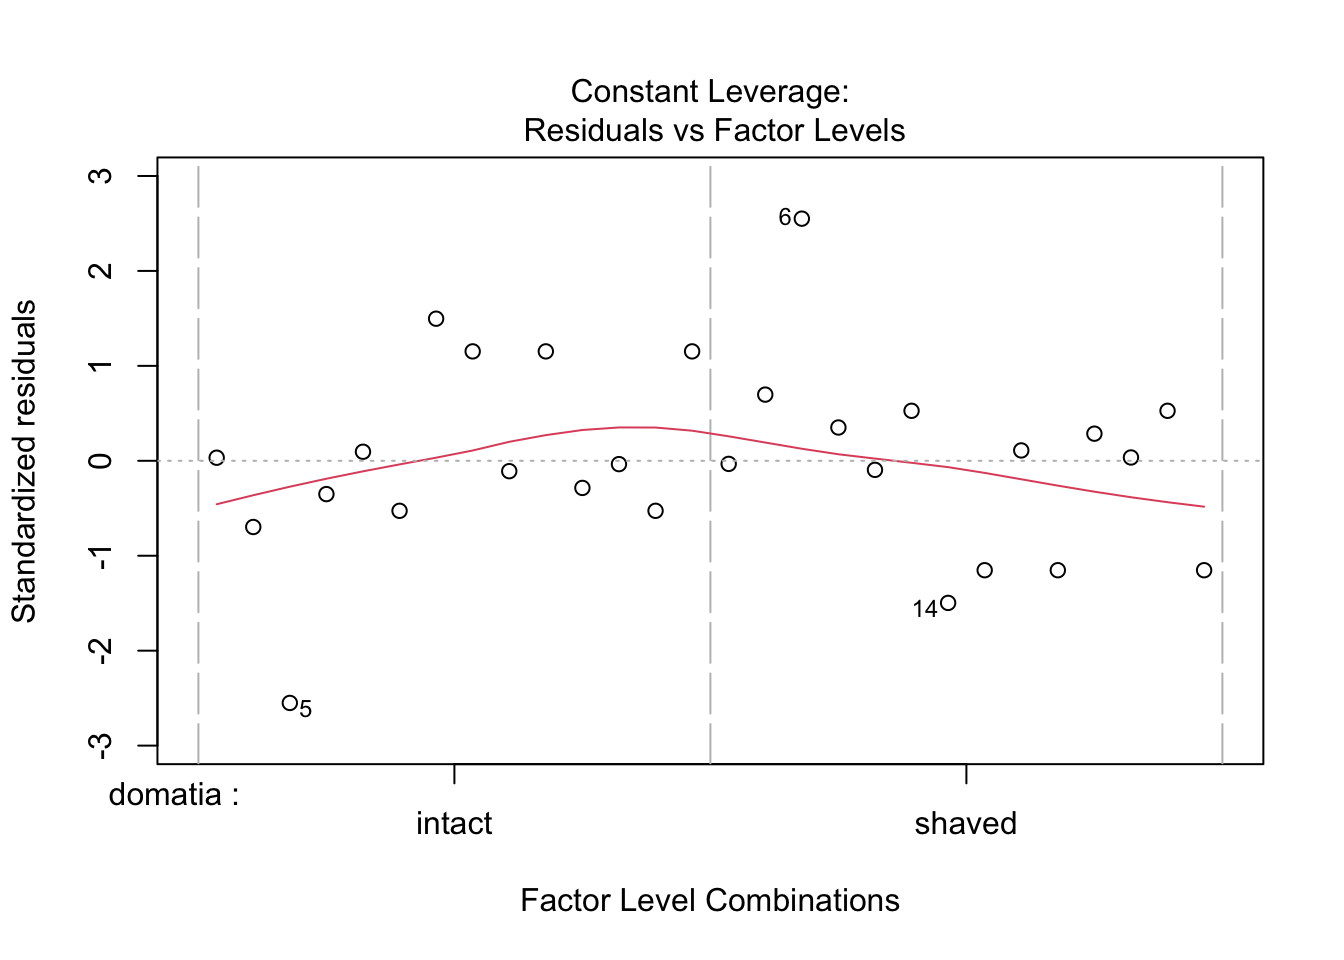 Constant Leverage:
Residuals vs Factor Levels
Standardized residuals
3
2
1
0
-1
-2
-3
6
14
5
domatia :
intact
shaved
Factor Level Combinations